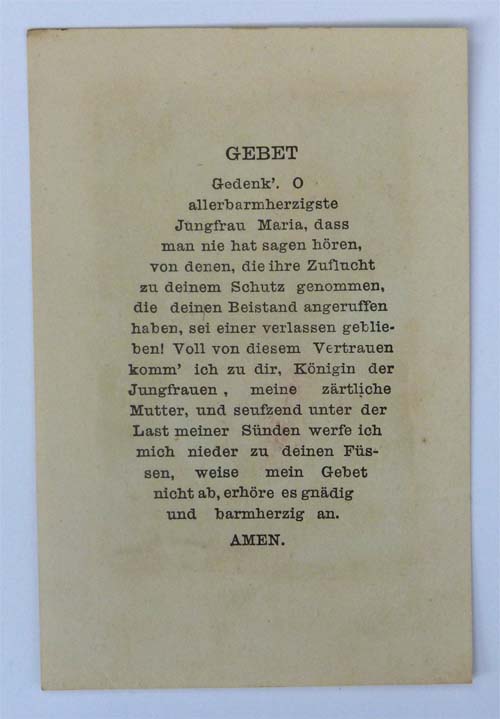 GEBET
Gedenk'. O
allerbarmherzigste
Jungfrau Maria, dass
man nie hat sagen hören,
von denen, die ihre Zuflucht
zu deinem Schutz genommen,
die deinen Beistand angeruffen
haben, sei einer verlassen geblie-
ben! Voll von diesem Vertrauen
komm' ich zu dir, Königin der
Jungfrauen, meine zärtliche
Mutter, und seufzend unter der
Last meiner Sünden werfe ich
mich nieder zu deinen Füs-
sen, weise mein Gebet
nicht ab, erhöre es gnädig
und barmherzig an.
AMEN.